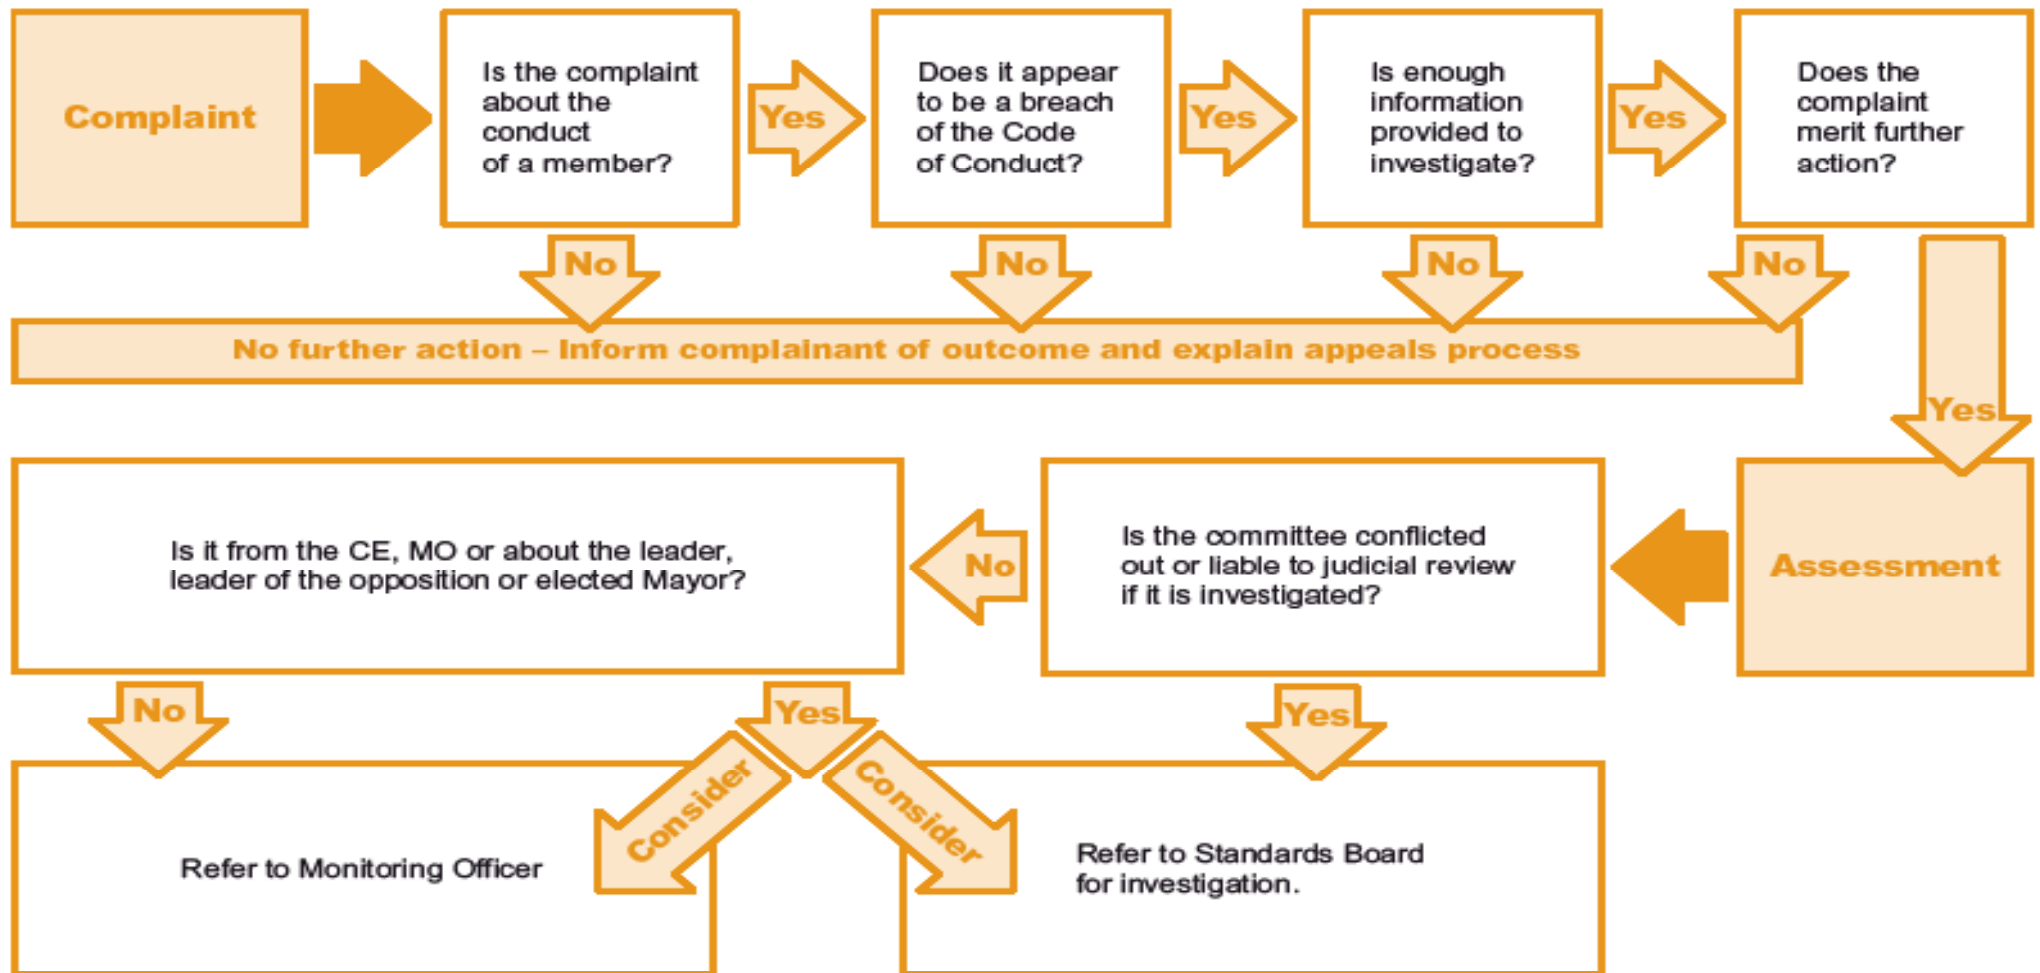 Complaint
Is the complaint
about the
conduct
of a member?
Yes
Does it appear
to be a breach
of the Code
of Conduct?
Yes
Is enough
information
provided to
investigate?
Yes
Does the
complaint
merit further
action?
No
No
No
No
No further action – Inform complainant of outcome and explain appeals process
Yes
Is it from the CE, MO or about the leader,
leader of the opposition or elected Mayor?
No
Is the committee conflicted
out or liable to judicial review
if it is investigated?
Assessment
No
Yes
Yes
Consider
Consider
Refer to Monitoring Officer
Refer to Standards Board
for investigation.